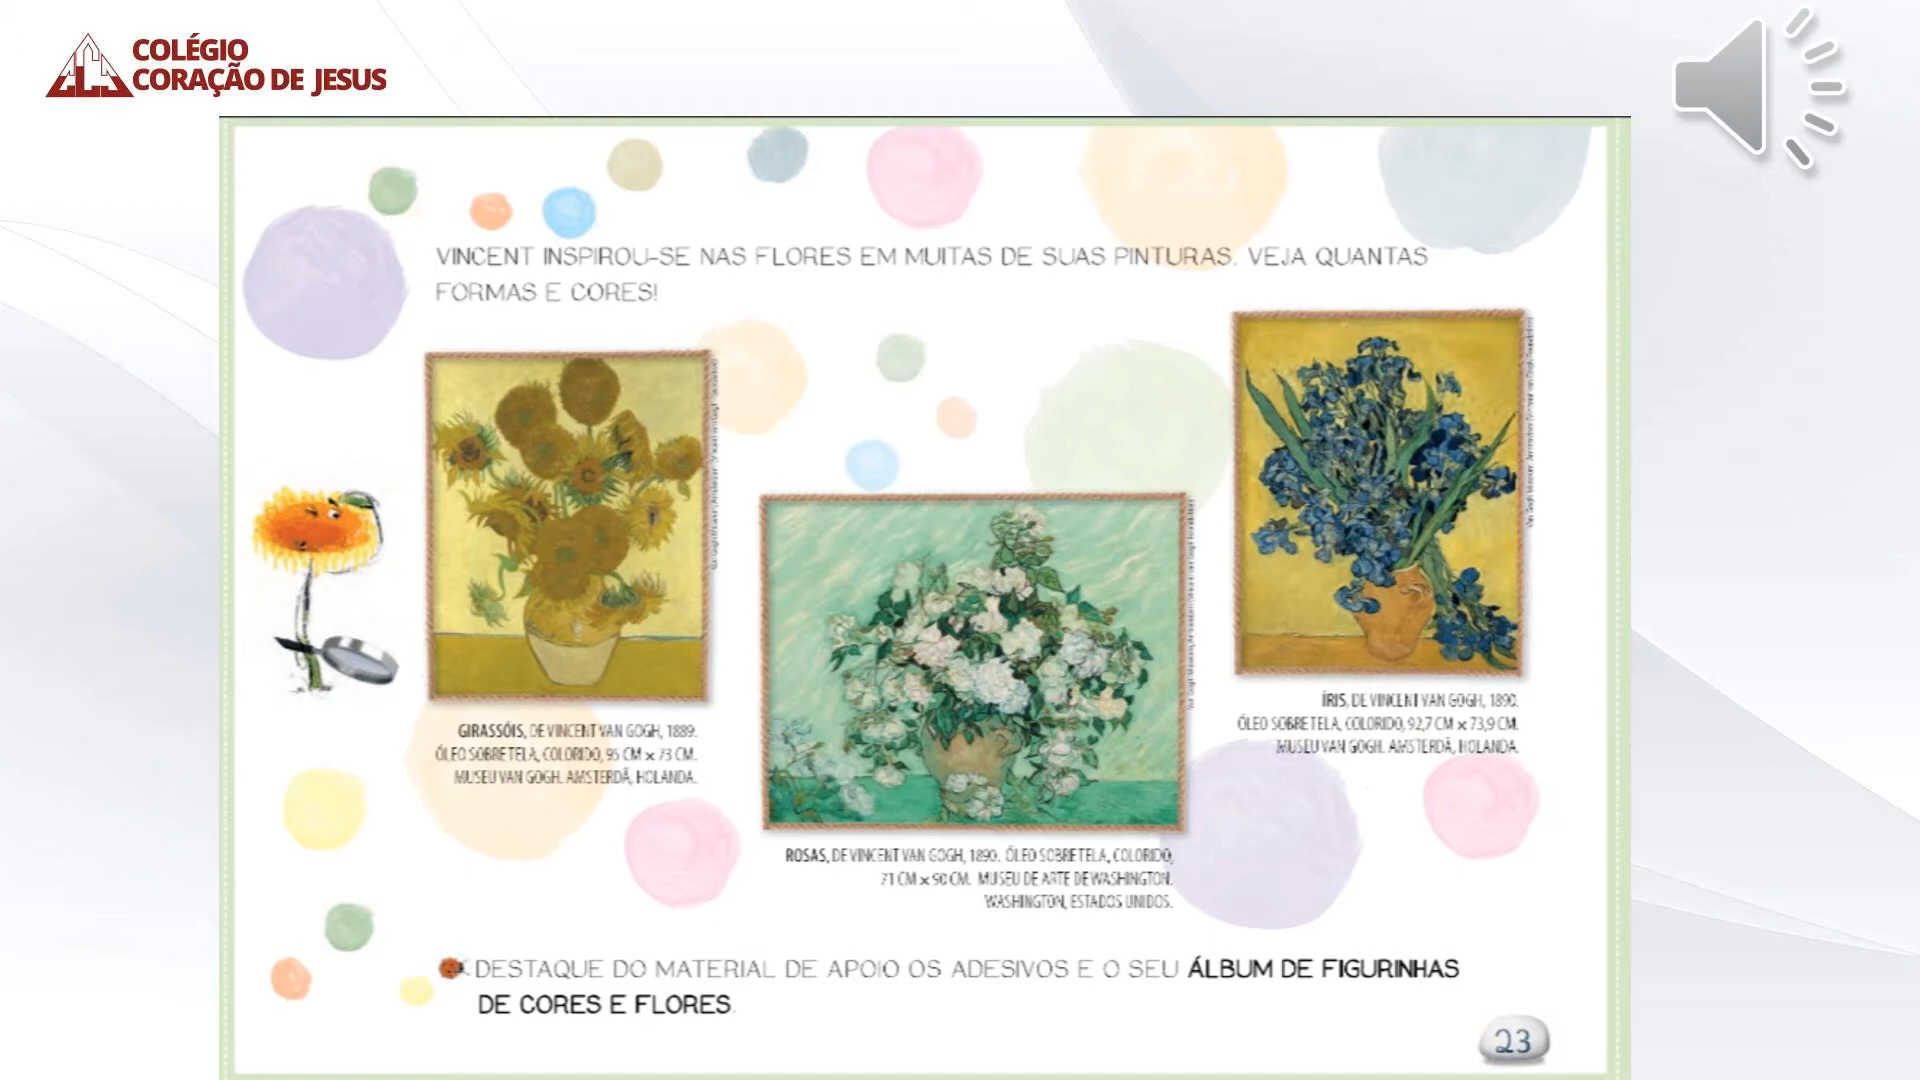 COLÉGIO
CORAÇÃO DE JESUS
VINCENT INSPIROU-SE NAS FLORES EM MUITAS DE SUAS PINTURAS. VEJA QUANTAS
FORMAS E CORES!
GIRASSÓIS, DE VINCENT VAN GOGH, 1889.
ÓLEO SOBRE TELA, COLORIDO, 95 CM x 73 CM.
MUSEU VAN GOGH. AMSTERDÃ, HOLANDA.
ROSAS, DE VINCENT VAN GOGH, 1890. ÓLEO SOBRE TELA, COLORIDO,
71 CM x 90 CM. MUSEU DE ARTE DE WASHINGTON.
WASHINGTON, ESTADOS UNIDOS.
ÍRIS, DE VINCENT VAN GOGH, 1890.
ÓLEO SOBRE TELA, COLORIDO, 92,7 CM x 73,9 CM.
MUSEU VAN GOGH. AMSTERDÃ, HOLANDA.
DESTAQUE DO MATERIAL DE APOIO OS ADESIVOS E O SEU ÁLBUM DE FIGURINHAS
DE CORES E FLORES.
23